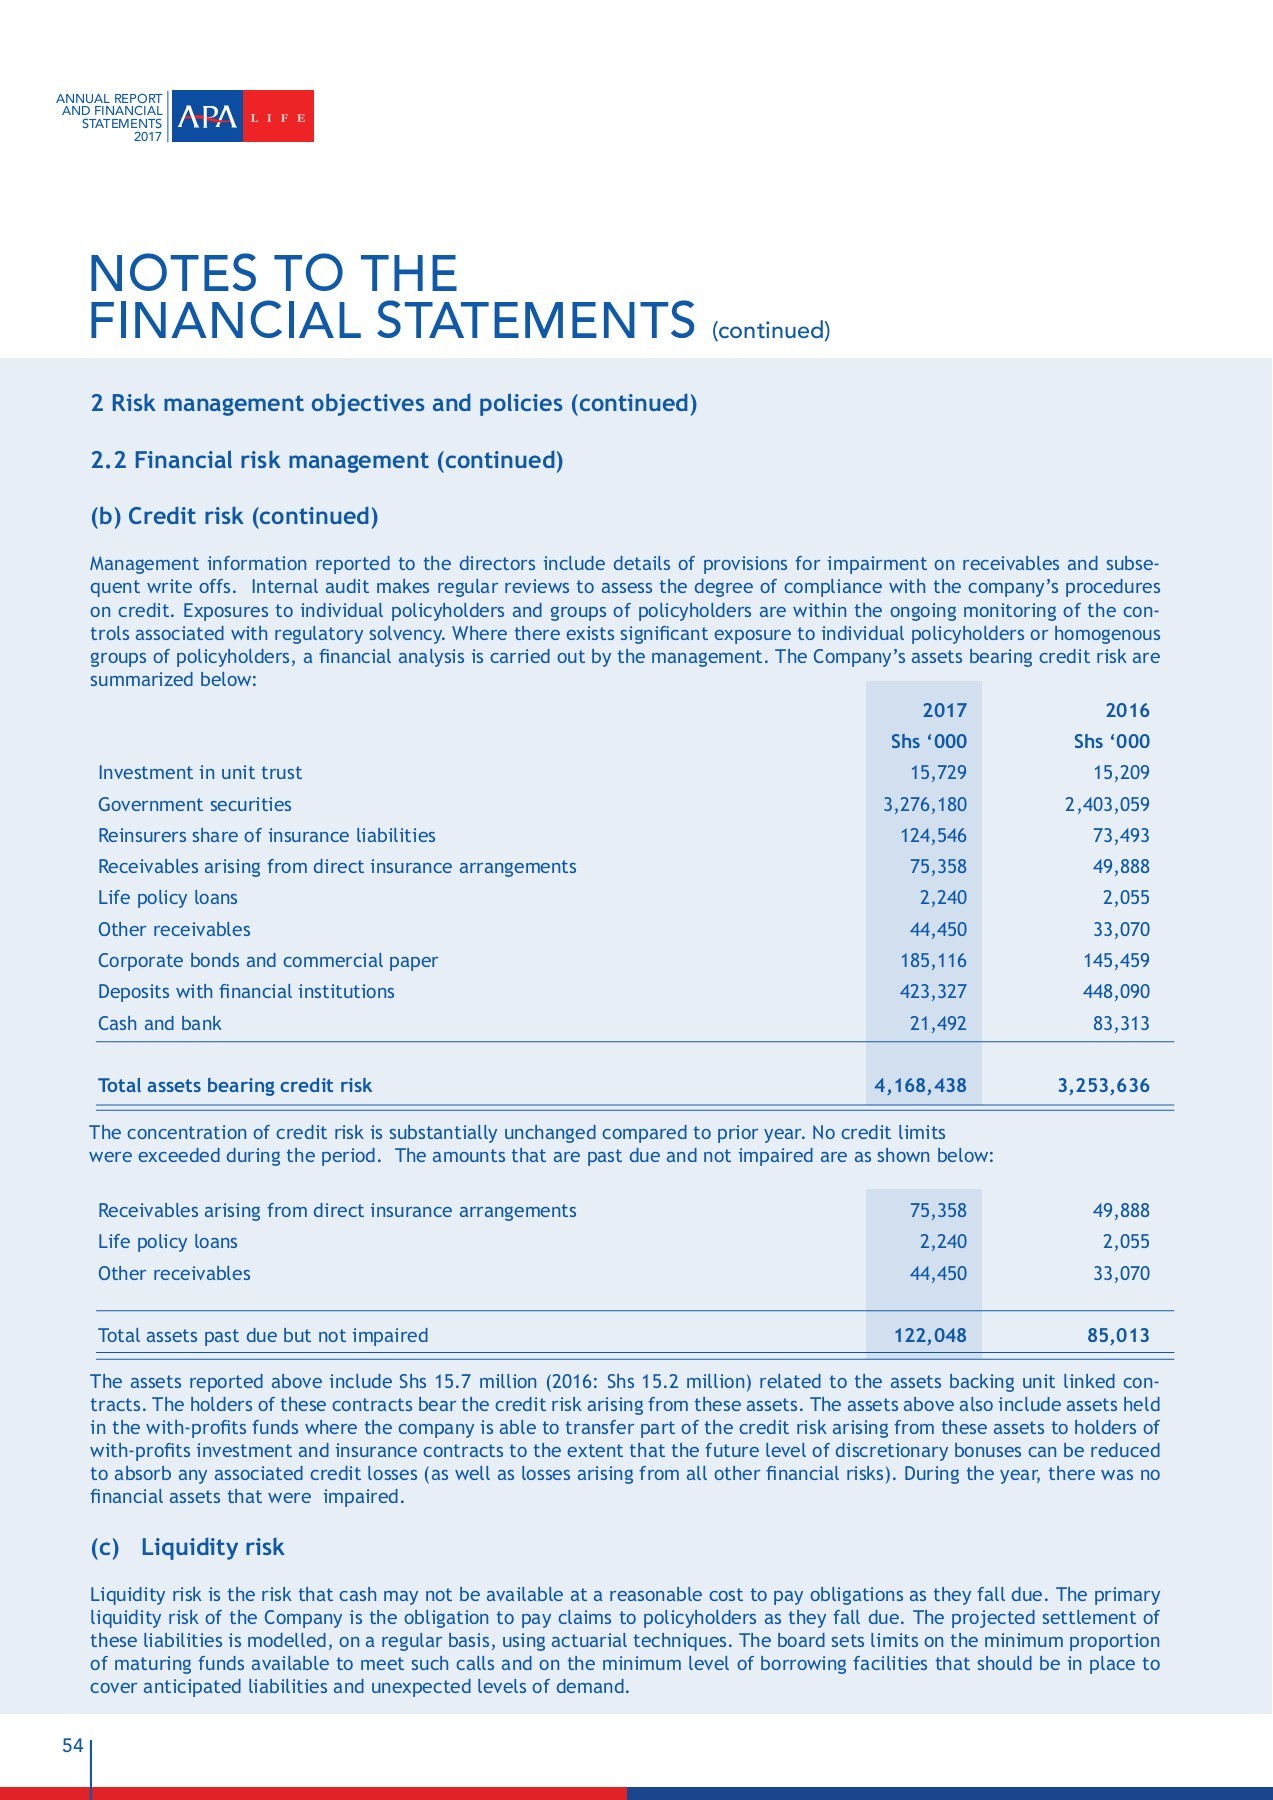 ANNUAL REPORT
AND FINANCIAL
STATEMENTS
2017
APA LIFE
NOTES TO THE
FINANCIAL STATEMENTS (continued)
2 Risk management objectives and policies (continued)
2.2 Financial risk management (continued)
(b) Credit risk (continued)
Management information reported to the directors include details of provisions for impairment on receivables and subse-
quent write offs.  Internal audit makes regular reviews to assess the degree of compliance with the company’s procedures
on credit. Exposures to individual policyholders and groups of policyholders are within the ongoing monitoring of the con-
trols associated with regulatory solvency. Where there exists significant exposure to individual policyholders or homogenous
groups of policyholders, a financial analysis is carried out by the management. The Company’s assets bearing credit risk are
summarized below:
2017 2016
Shs ‘000 Shs ‘000
Investment in unit trust 15,729 15,209
Government securities 3,276,180 2,403,059
Reinsurers share of insurance liabilities 124,546 73,493
Receivables arising from direct insurance arrangements 75,358 49,888
Life policy loans 2,240 2,055
Other receivables 44,450 33,070
Corporate bonds and commercial paper 185,116 145,459
Deposits with financial institutions 423,327 448,090
Cash and bank 21,492 83,313
Total assets bearing credit risk 4,168,438 3,253,636
The concentration of credit risk is substantially unchanged compared to prior year. No credit limits
were exceeded during the period.  The amounts that are past due and not impaired are as shown below:
Receivables arising from direct insurance arrangements 75,358 49,888
Life policy loans 2,240 2,055
Other receivables 44,450 33,070
Total assets past due but not impaired 122,048 85,013
The assets reported above include Shs 15.7 million (2016: Shs 15.2 million) related to the assets backing unit linked con-
tracts. The holders of these contracts bear the credit risk arising from these assets. The assets above also include assets held
in the with-profits funds where the company is able to transfer part of the credit risk arising from these assets to holders of
with-profits investment and insurance contracts to the extent that the future level of discretionary bonuses can be reduced
to absorb any associated credit losses (as well as losses arising from all other financial risks). During the year, there was no
financial assets that were  impaired.
(c) Liquidity risk
Liquidity risk is the risk that cash may not be available at a reasonable cost to pay obligations as they fall due. The primary
liquidity risk of the Company is the obligation to pay claims to policyholders as they fall due. The projected settlement of
these liabilities is modelled, on a regular basis, using actuarial techniques. The board sets limits on the minimum proportion
of maturing funds available to meet such calls and on the minimum level of borrowing facilities that should be in place to
cover anticipated liabilities and unexpected levels of demand.
54